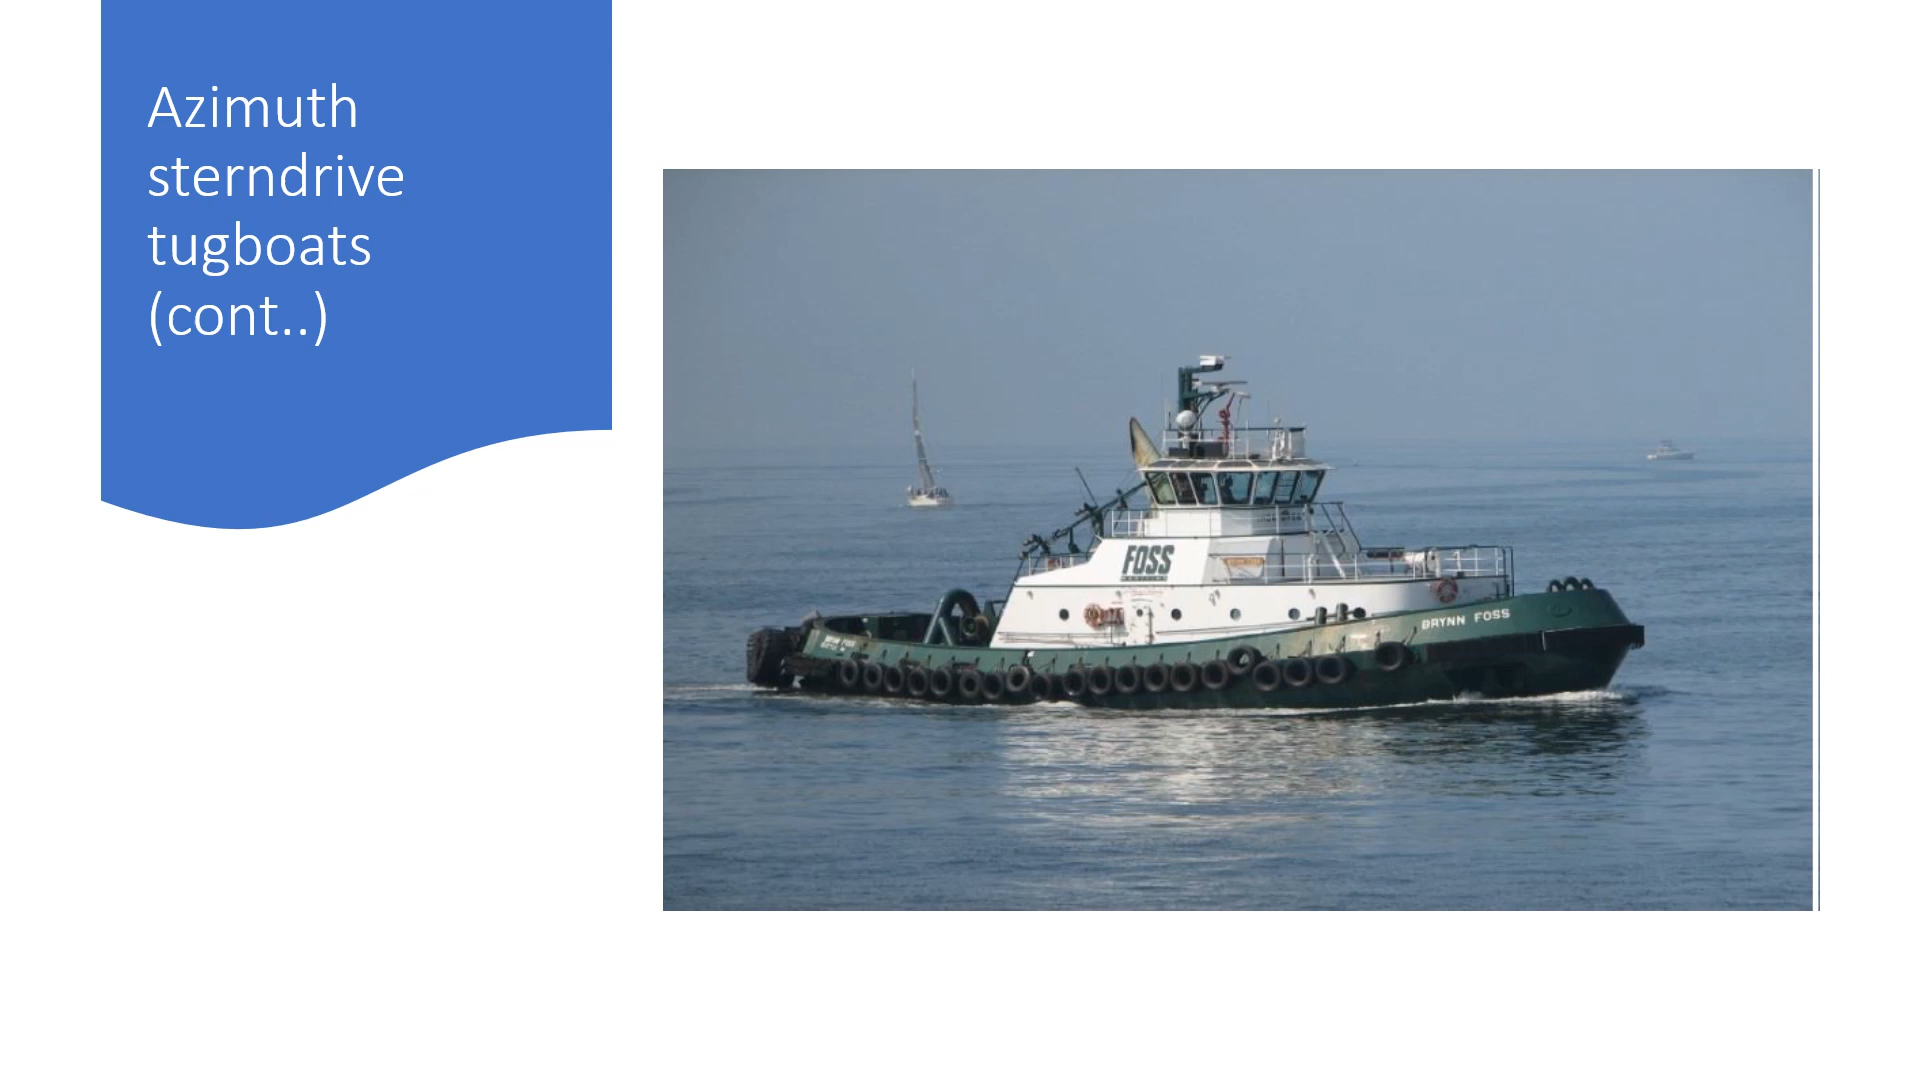 Azimuth
sterndrive
tugboats
(cont..)
FOSS
BRYNN FOSS